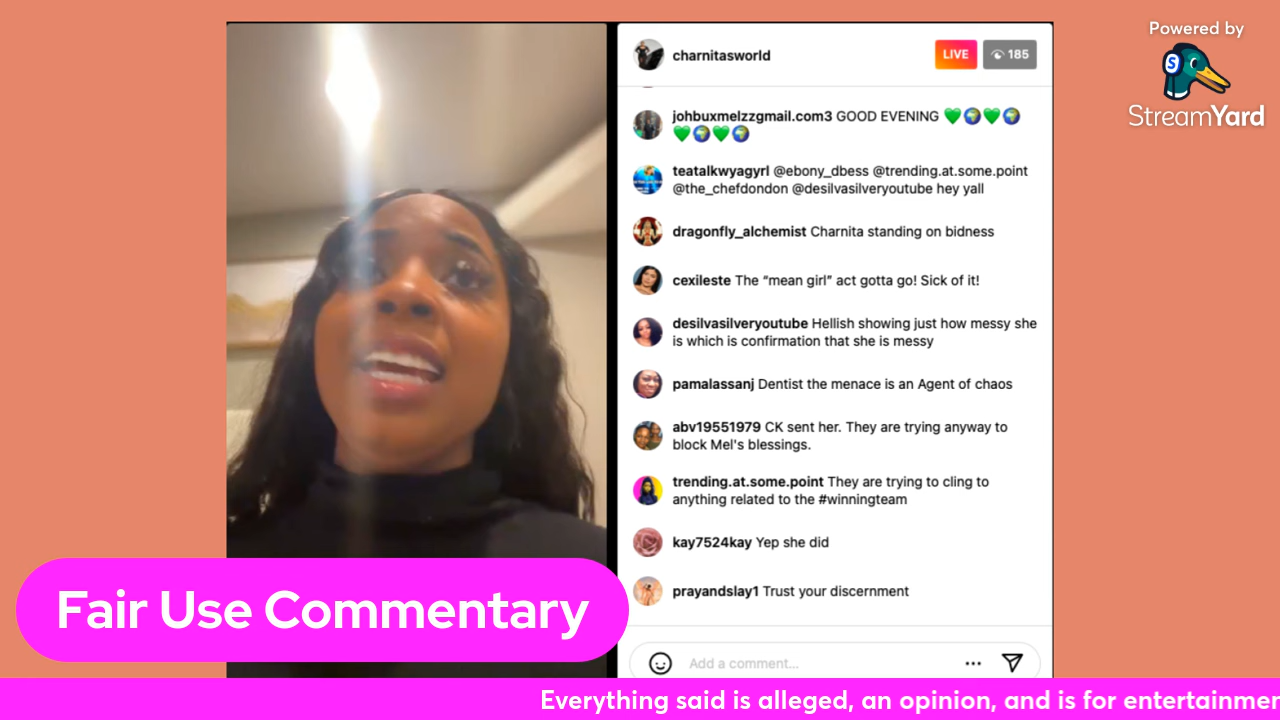 Powered by
StreamYard
charnitasworld
LIVE
185
johbuxmelzzgmail.com3 GOOD EVENING 💚🌍💚🌍
💚🌍💚🌍
teatalkwyagyrl @ebony_dbess @trending.at.some.point
@the_chefdondon @desilvasilveryoutube hey yall
dragonfly_alchemist Charnita standing on bidness
cexileste The “mean girl” act gotta go! Sick of it!
desilvasilveryoutube Hellish showing just how messy she
is which is confirmation that she is messy
pamalassanj Dentist the menace is an Agent of chaos
abv19551979 CK sent her. They are trying anyway to
block Mel's blessings.
trending.at.some.point They are trying to cling to
anything related to the #winningteam
kay7524kay Yep she did
prayandslay1 Trust your discernment
Add a comment...
Fair Use Commentary
Everything said is alleged, an opinion, and is for entertainmen